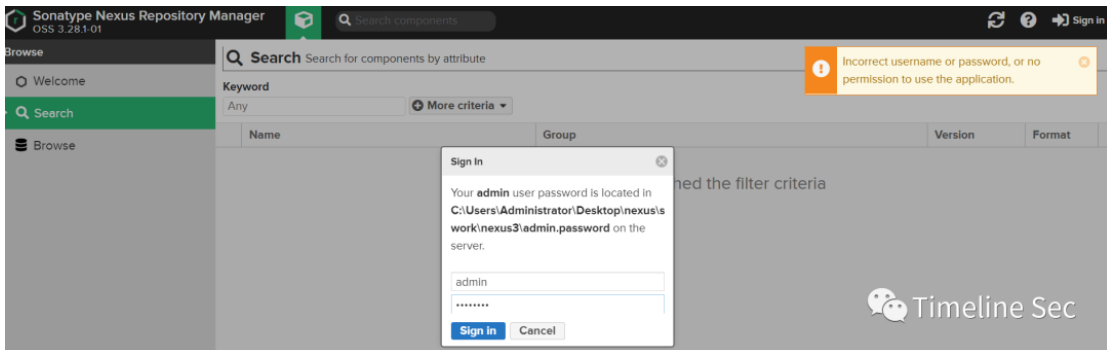 Sonatype Nexus Repository Manager
OSS 3.28.1-01
Search components
Sign in
Browse
Welcome
Search
Browse
Search Search for components by attribute
Keyword
Any
More criteria
Incorrect username or password, or no
permission to use the application.
Name Group Version Format
hed the filter criteria
Sign In
Your admin user password is located in
C:\Users\Administrator\Desktop\nexus\s
work\nexus3\admin.password on the
server.
admin
••••••••
Sign in Cancel
Timeline Sec